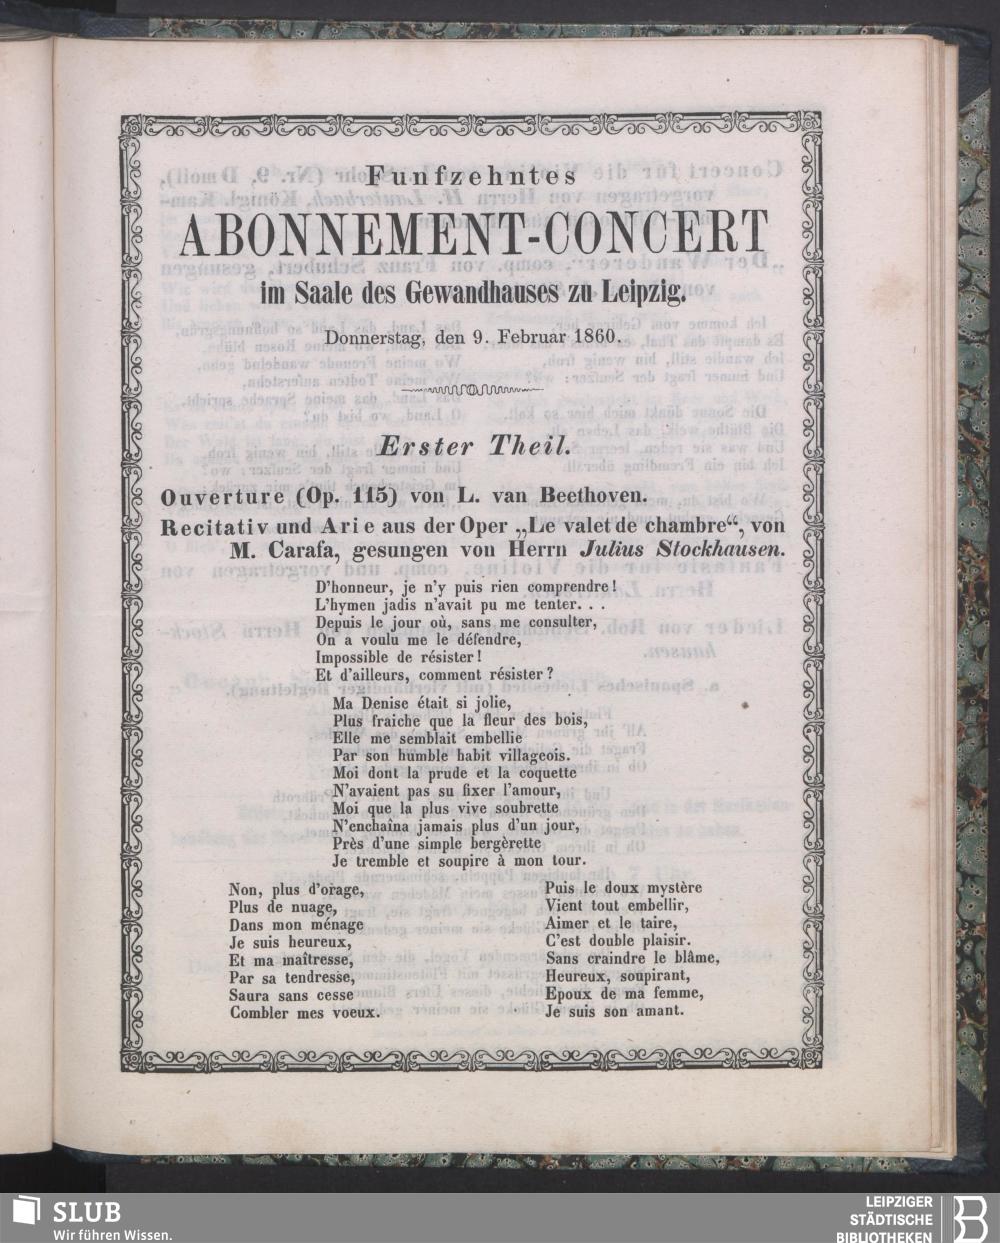 Funfzehntes
ABONNEMENT-CONCERT
im Saale des Gewandhauses zu Leipzig.
Donnerstag, den 9. Februar 1860.
Erster Theil.
Ouverture (Op. 115) von L. van Beethoven.
Recitativ und Arie aus der Oper „Le valet de chambre“, von
M. Carafa, gesungen von Herrn Julius Stockhausen.
D'honneur, je n'y puis rien comprendre!
L'hymen jadis n'avait pu me tenter...
Depuis le jour où, sans me consulter,
On a voulu me le défendre,
Impossible de résister!
Et d'ailleurs, comment résister?
Ma Denise était si jolie,
Plus fraiche que la fleur des bois,
Elle me semblait embellie
Par son humble habit villageois.
Moi dont la prude et la coquette
N'avaient pas su fixer l'amour,
Moi que la plus vive soubrette
N'enchaîna jamais plus d'un jour,
Près d'une simple bergèrette
Je tremble et soupire à mon tour.
Non, plus d'orage,
Plus de nuage,
Dans mon ménage
Je suis heureux,
Et ma maîtresse,
Par sa tendresse,
Saura sans cesse
Combler mes voeux.
Puis le doux mystère
Vient tout embellir,
Aimer et le taire,
C'est double plaisir.
Sans craindre le blâme,
Heureux, soupirant,
Epoux de ma femme,
Je suis son amant.
SLUB
Wir führen Wissen.
LEIPZIGER
STÄDTISCHE
BIBLIOTHEKEN